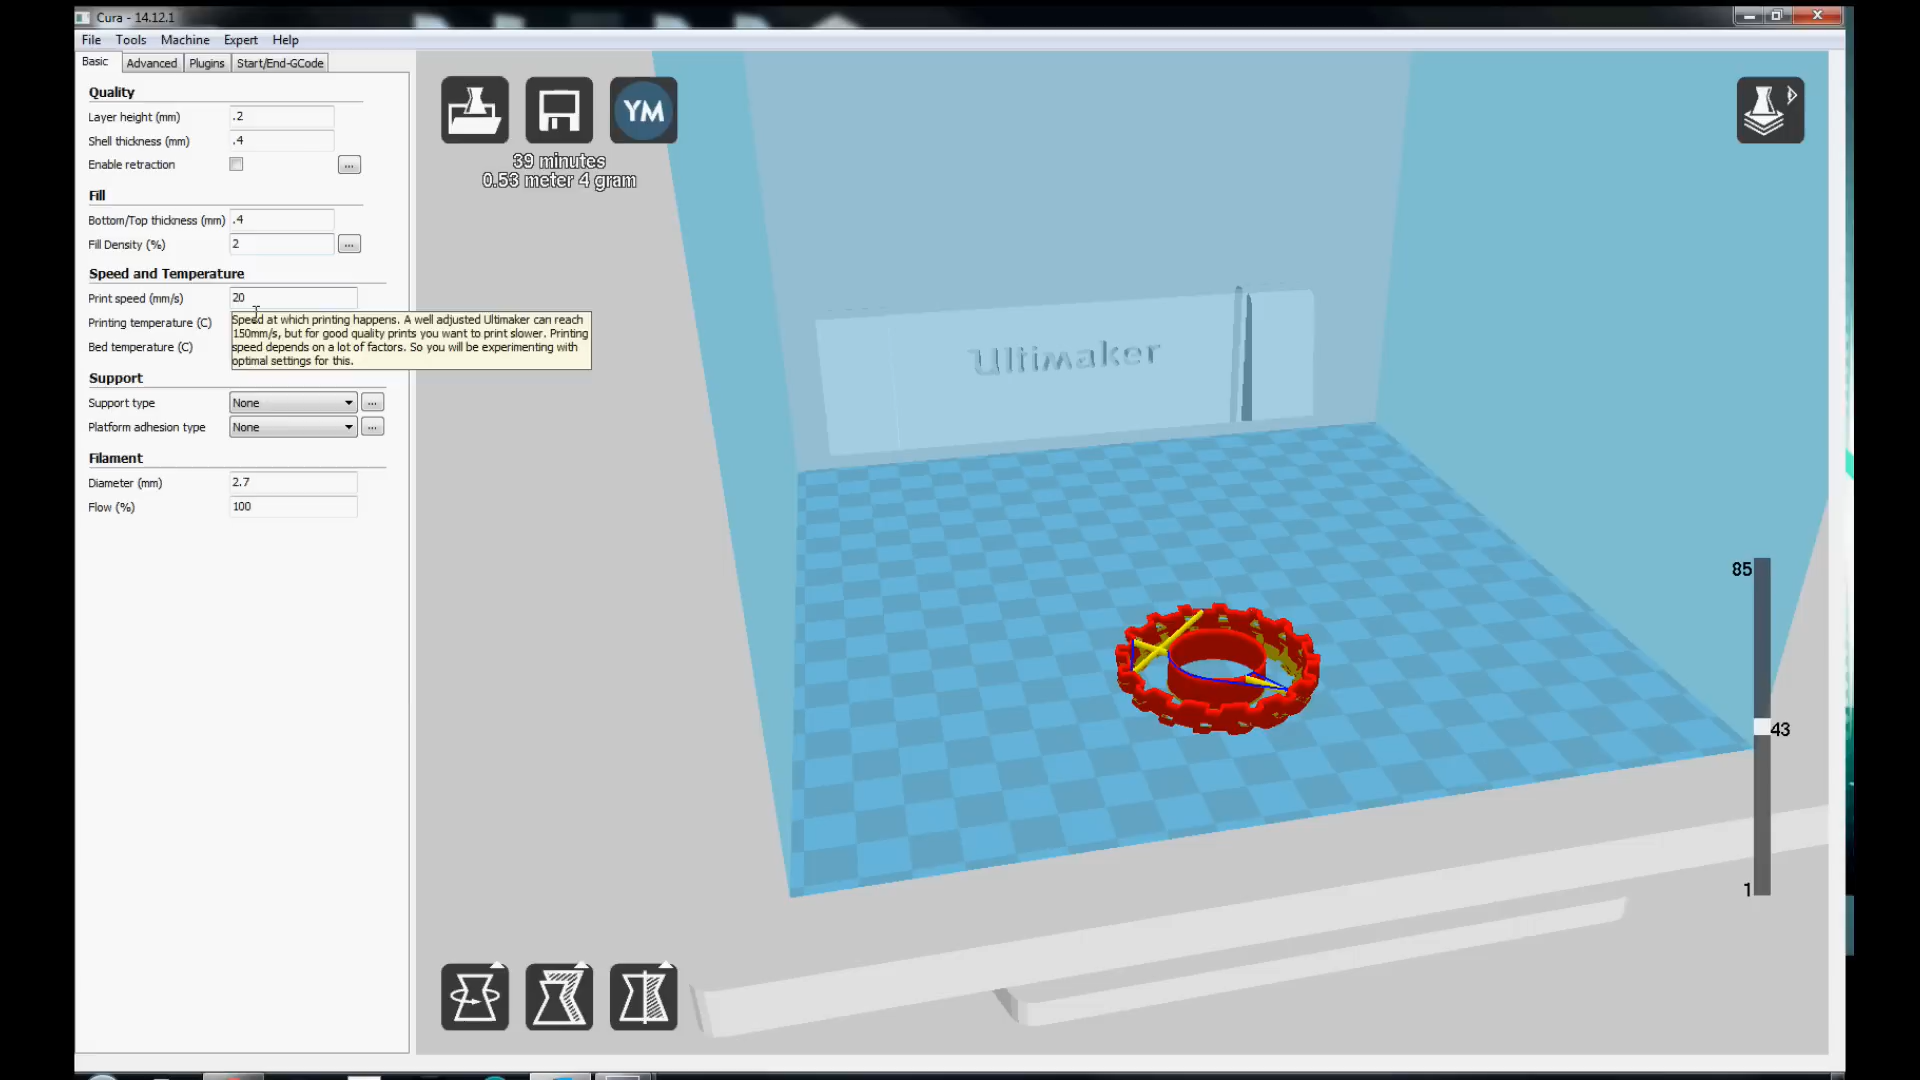 Cura - 14.12.1
File Tools Machine Expert Help
Basic Advanced Plugins Start/End-GCode
Quality
Layer height (mm) .2
Shell thickness (mm) .4
Enable retraction ...
Fill
Bottom/Top thickness (mm) .4
Fill Density (%) 2 ...
Speed and Temperature
Print speed (mm/s) 20
Printing temperature (C)
Bed temperature (C)
Speed at which printing happens. A well adjusted Ultimaker can reach
150mm/s, but for good quality prints you want to print slower. Printing
speed depends on a lot of factors. So you will be experimenting with
optimal settings for this.
Support
Support type None ...
Platform adhesion type None ...
Filament
Diameter (mm) 2.7
Flow (%) 100
YM
39 minutes
0.53 meter 4 gram
Ultimaker
85
43
1